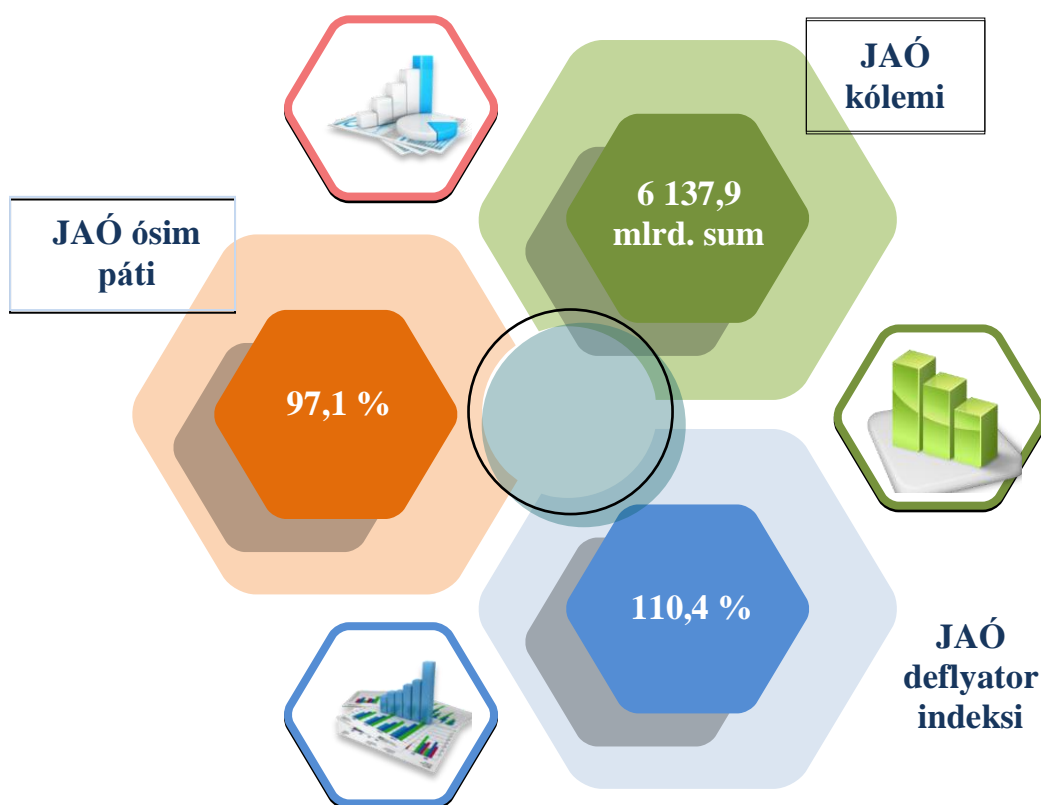 JAÓ
kólemi
6 137,9
mlrd. sum
JAÓ ósim
páti
97,1 %
110,4 %
JAÓ
deflyator
indeksi